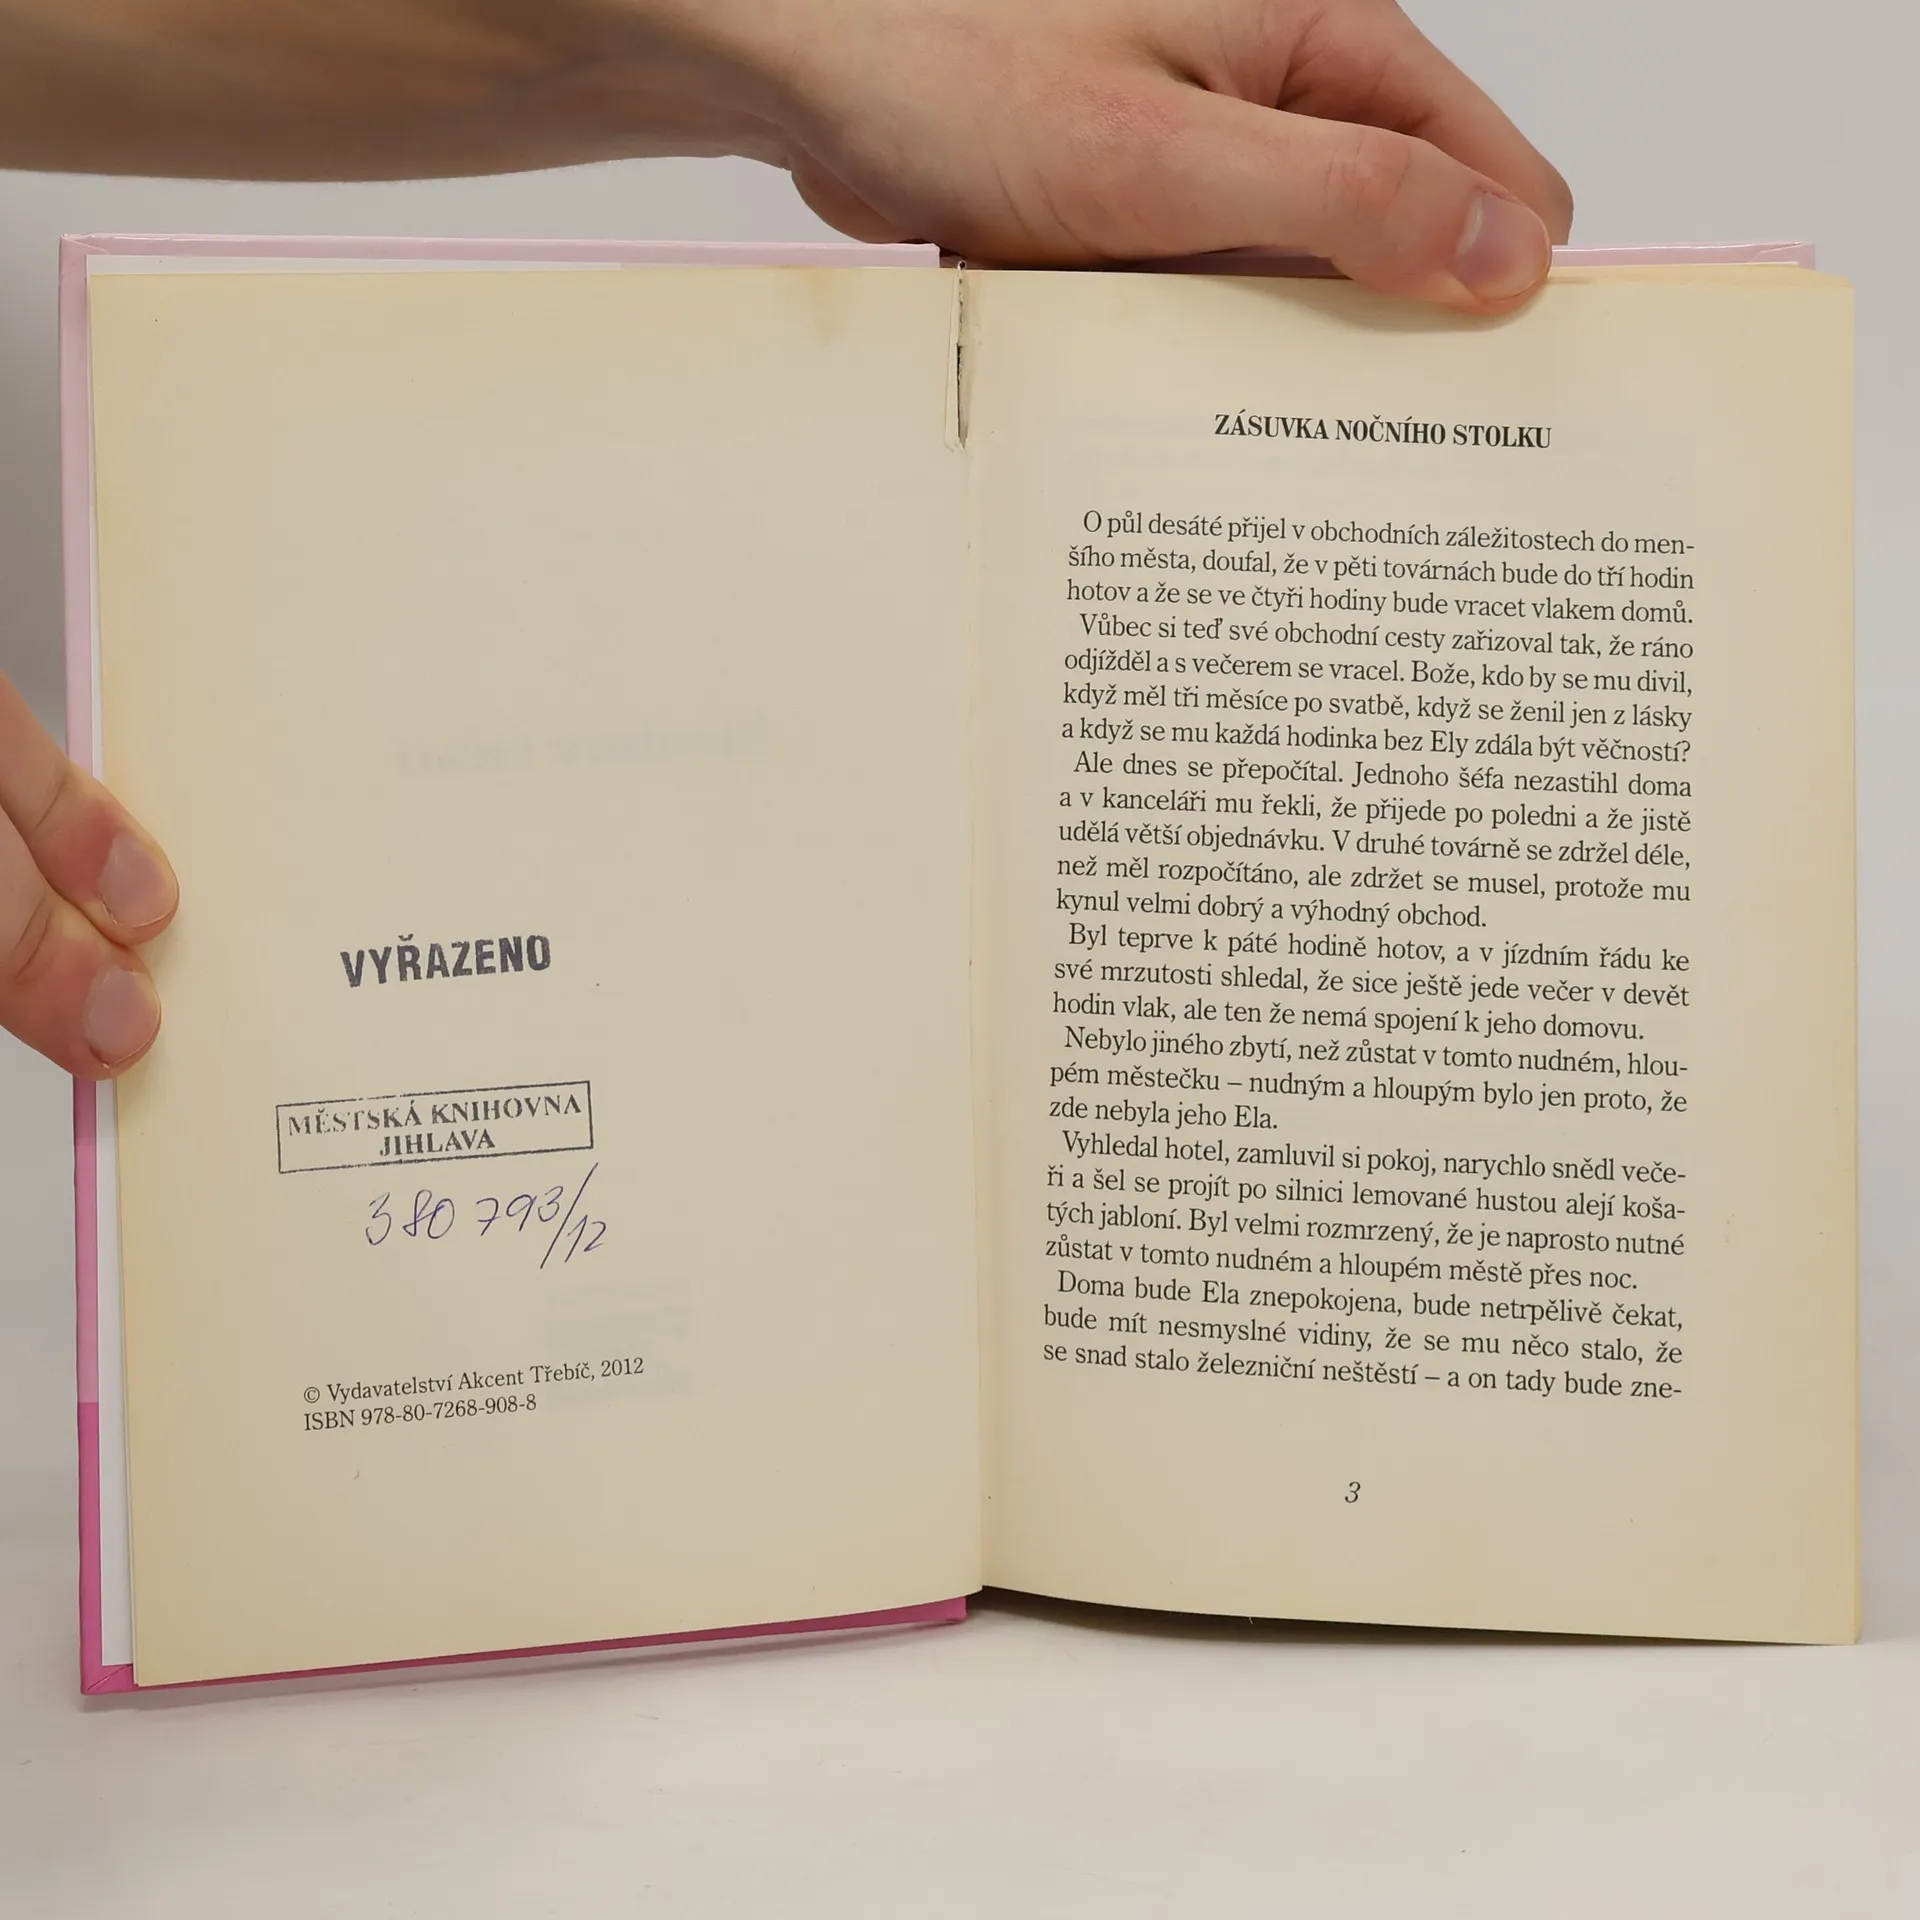 VYŘAZENO
MĚSTSKÁ KNIHOVNA
JIHLAVA
380 793/12
© Vydavatelství Akcent Třebíč, 2012
ISBN 978-80-7268-908-8
ZÁSUVKA NOČNÍHO STOLKU
O půl desáté přijel v obchodních záležitostech do men-
šího města, doufal, že v pěti továrnách bude do tří hodin
hotov a že se ve čtyři hodiny bude vracet vlakem domů.
Vůbec si teď své obchodní cesty zařizoval tak, že ráno
odjížděl a s večerem se vracel. Bože, kdo by se mu divil,
když měl tři měsíce po svatbě, když se ženil jen z lásky
a když se mu každá hodinka bez Ely zdála být věčností?
Ale dnes se přepočítal. Jednoho šéfa nezastihl doma
a v kanceláři mu řekli, že přijede po poledni a že jistě
udělá větší objednávku. V druhé továrně se zdržel déle,
než měl rozpočítáno, ale zdržet se musel, protože mu
kynul velmi dobrý a výhodný obchod.
Byl teprve k páté hodině hotov, a v jízdním řádu ke
své mrzutosti shledal, že sice ještě jede večer v devět
hodin vlak, ale ten že nemá spojení k jeho domovu.
Nebylo jiného zbytí, než zůstat v tomto nudném, hlou-
pém městečku – nudným a hloupým bylo jen proto, že
zde nebyla jeho Ela.
Vyhledal hotel, zamluvil si pokoj, narychlo snědl veče-
ři a šel se projít po silnici lemované hustou alejí koša-
tých jabloní. Byl velmi rozmrzený, že je naprosto nutné
zůstat v tomto nudném a hloupém městě přes noc.
Doma bude Ela znepokojena, bude netrpělivě čekat,
bude mít nesmyslné vidiny, že se mu něco stalo, že
se snad stalo železniční neštěstí – a on tady bude zne-
3